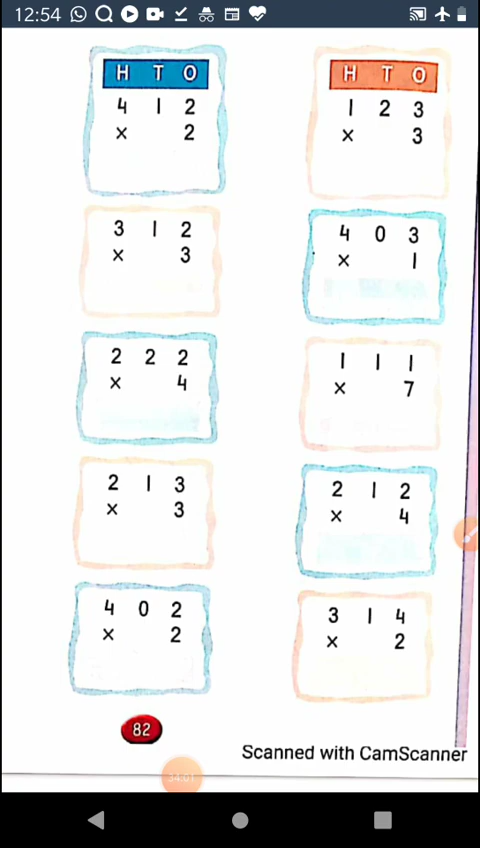 12:54
H T O
4 1 2
× 2
H T O
1 2 3
× 3
3 1 2
× 3
4 0 3
× 1
2 2 2
× 4
1 1 1
× 7
2 1 3
× 3
2 1 2
× 4
4 0 2
× 2
3 1 4
× 2
82
Scanned with CamScanner
34:01